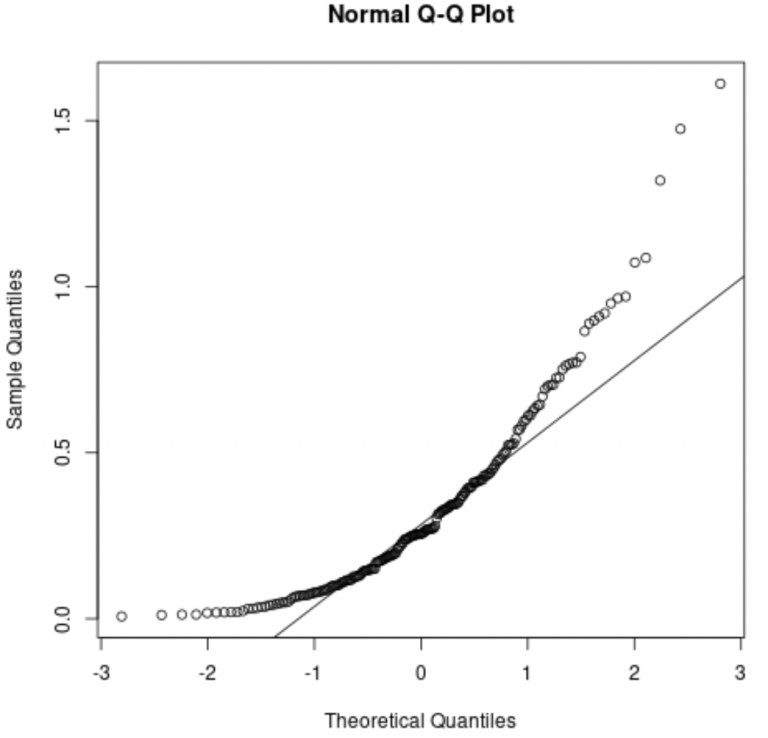 Normal Q-Q Plot
Sample Quantiles
1.5
1.0
0.5
0.0
-3 -2 -1 0 1 2 3
Theoretical Quantiles